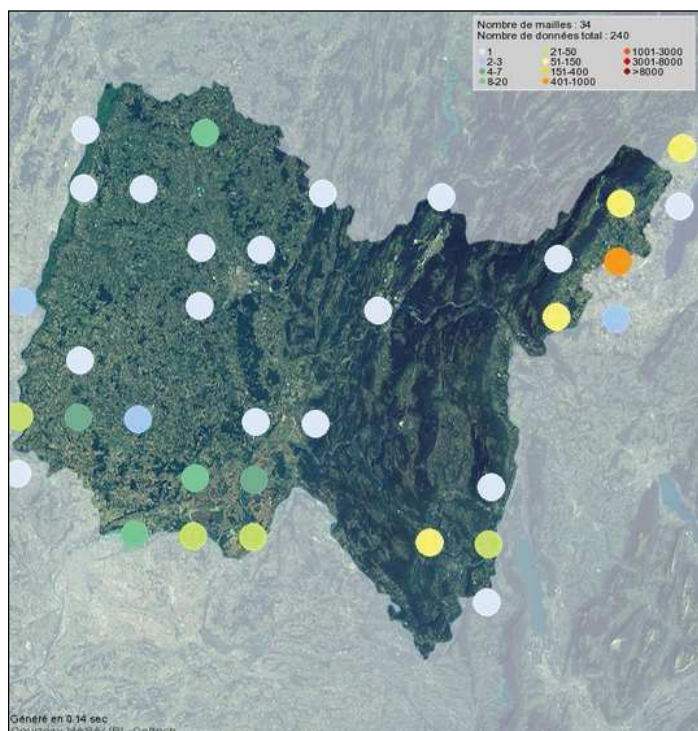 Nombre de mailles : 34
Nombre de données total : 240
1 21-50 1001-3000
2-3 51-150 3001-8000
4-7 151-400 >8000
8-20 401-1000
Généré en 0.14 sec